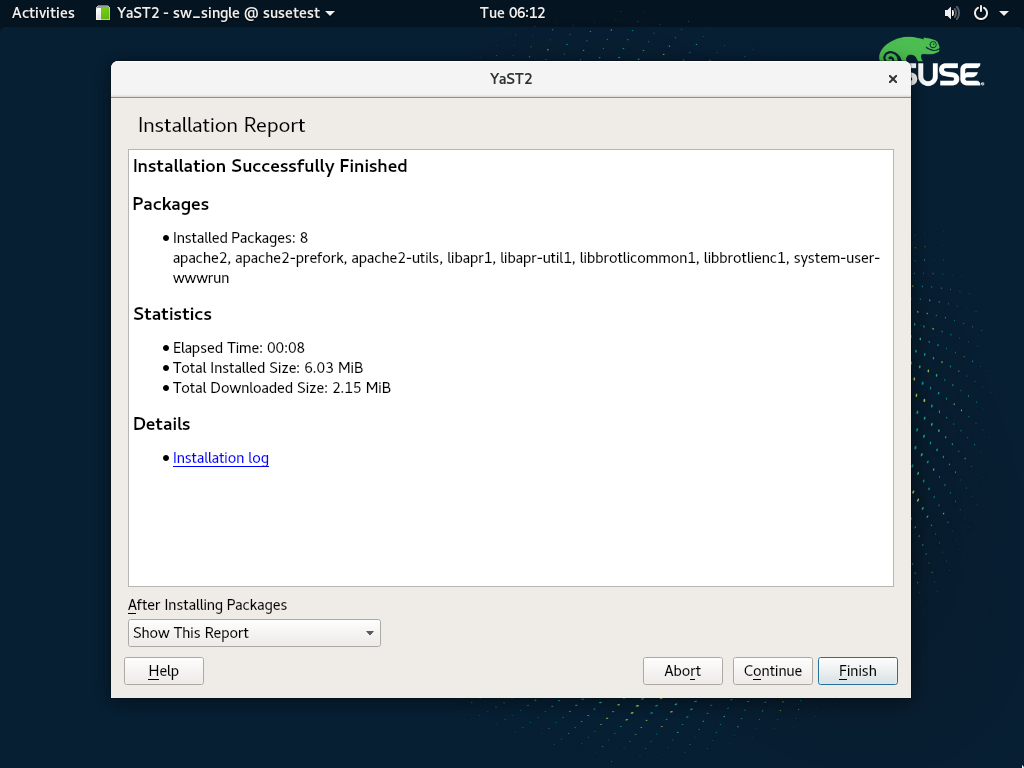 Activities YaST2 - sw_single @ susetest Tue 06:12
SUSE
YaST2
Installation Report
Installation Successfully Finished
Packages
Installed Packages: 8
apache2, apache2-prefork, apache2-utils, libapr1, libapr-util1, libbrotlicommon1, libbrotlienc1, system-user-
wwwrun
Statistics
Elapsed Time: 00:08
Total Installed Size: 6.03 MiB
Total Downloaded Size: 2.15 MiB
Details
Installation log
After Installing Packages
Show This Report
Help Abort Continue Finish